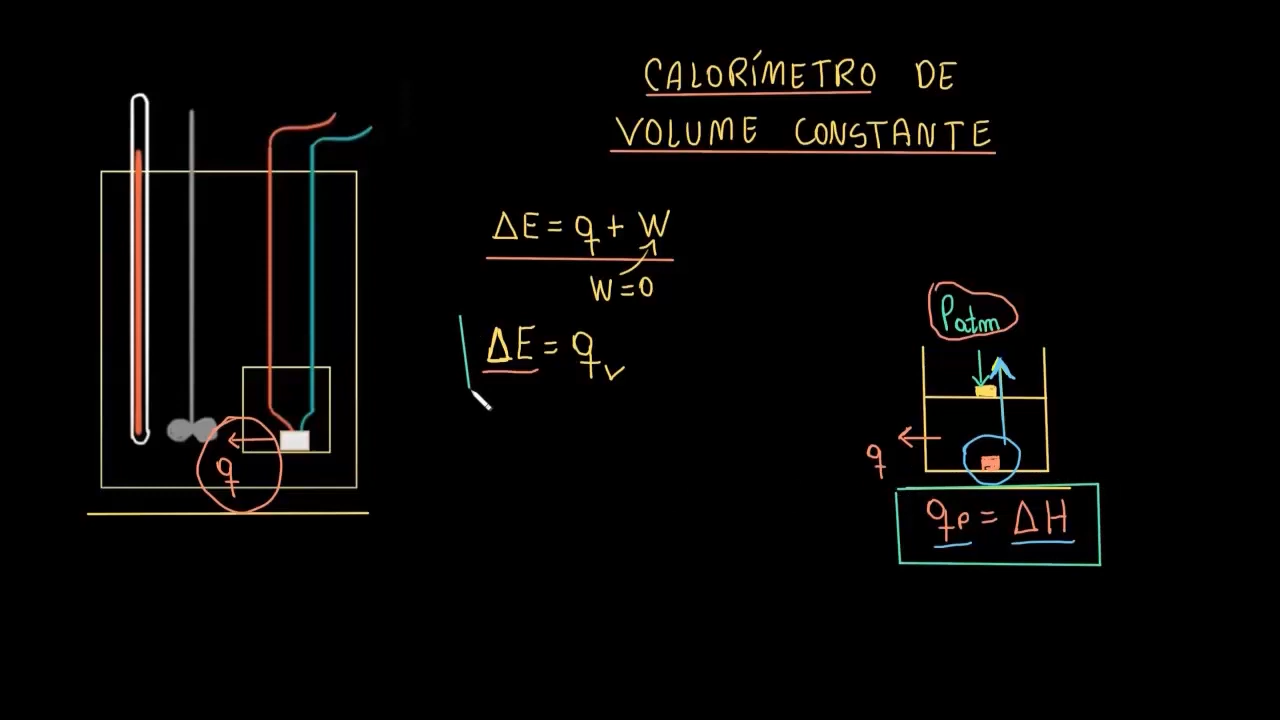 CALORÍMETRO DE
VOLUME CONSTANTE
ΔE = q + W
W = 0
ΔE = qv
q
Patm
q
qp = ΔH